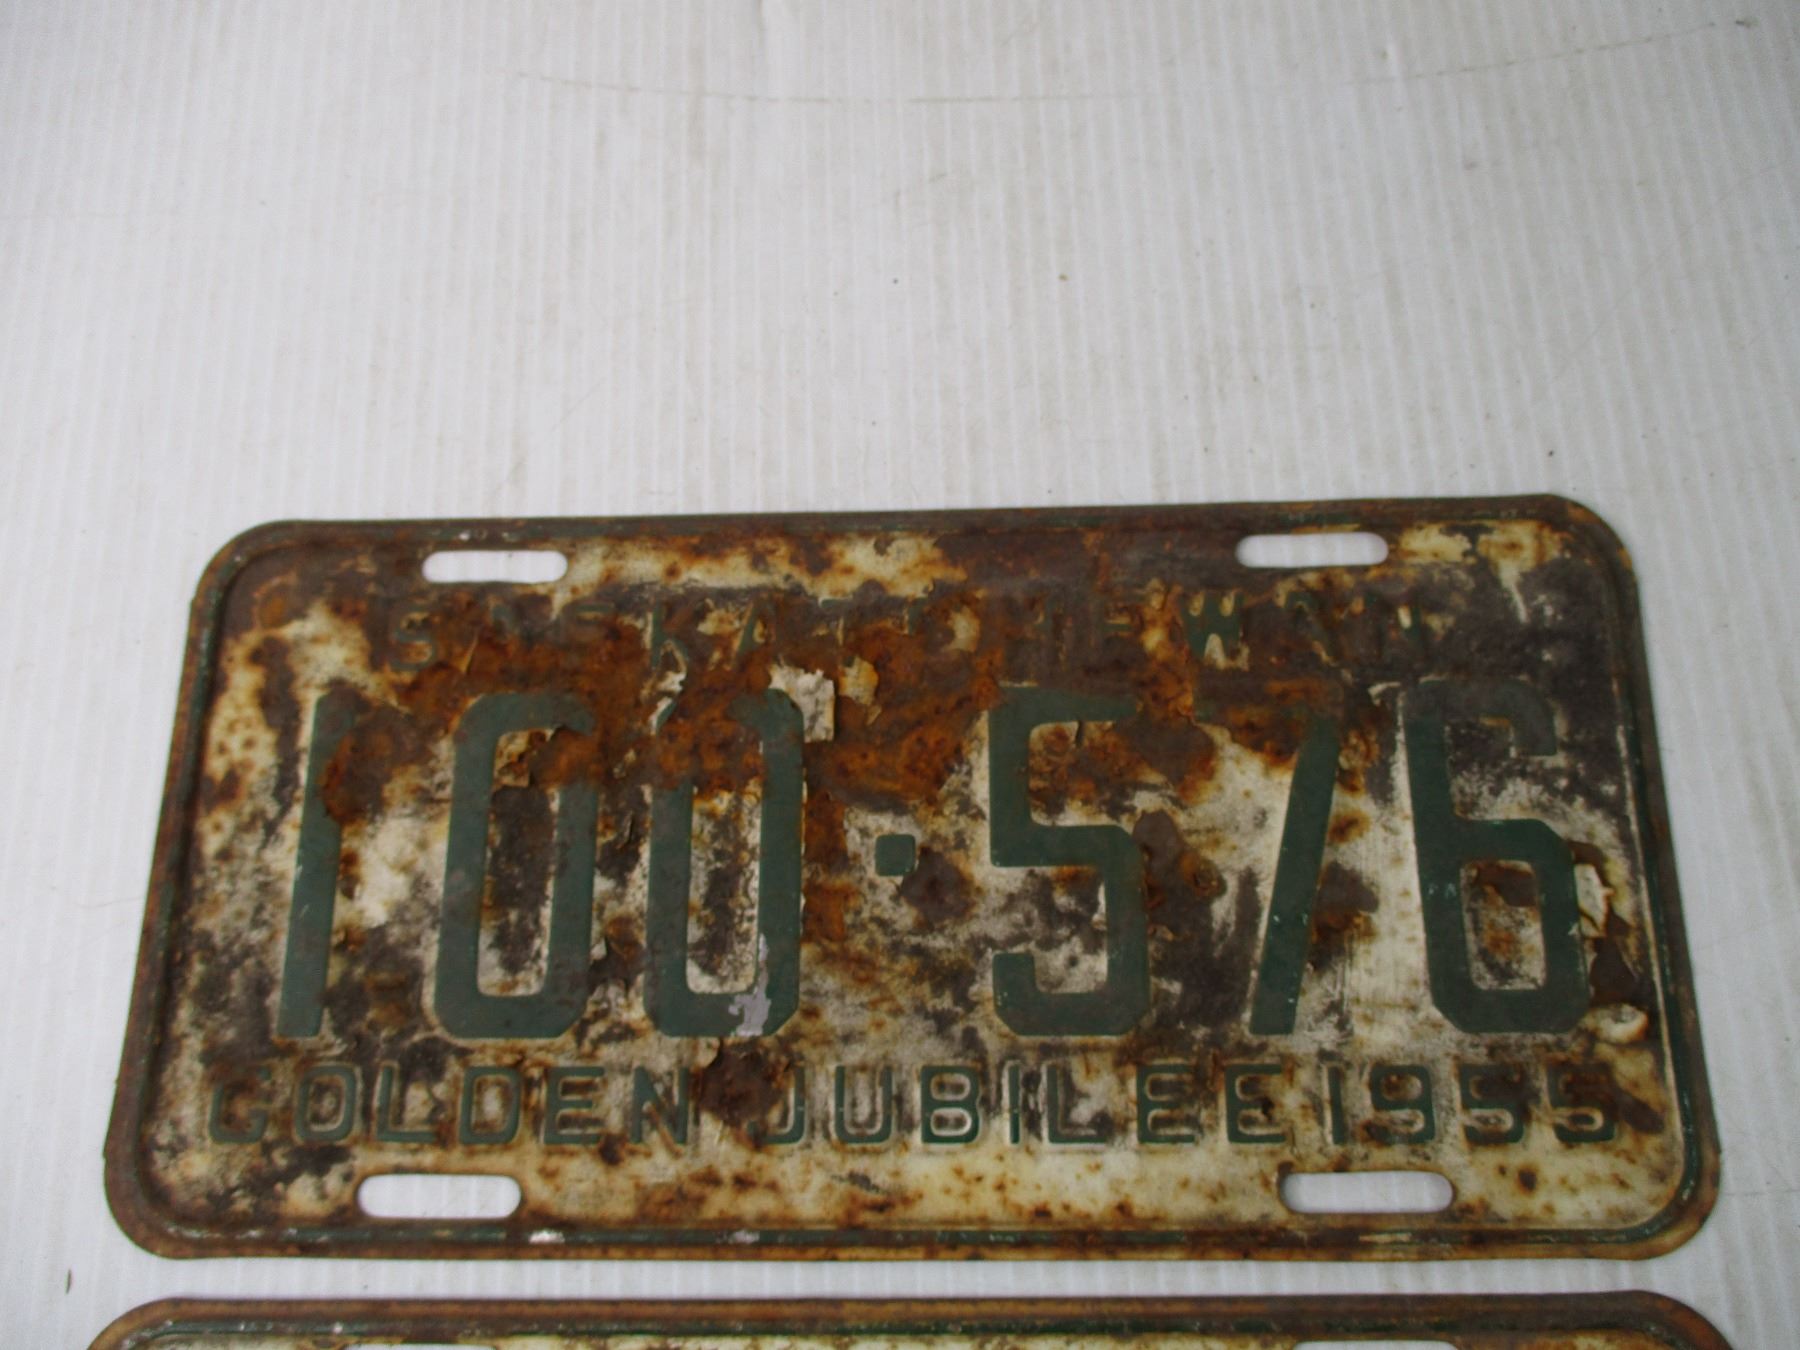 SASKATCHEWAN
100·576
GOLDEN JUBILEE 1955